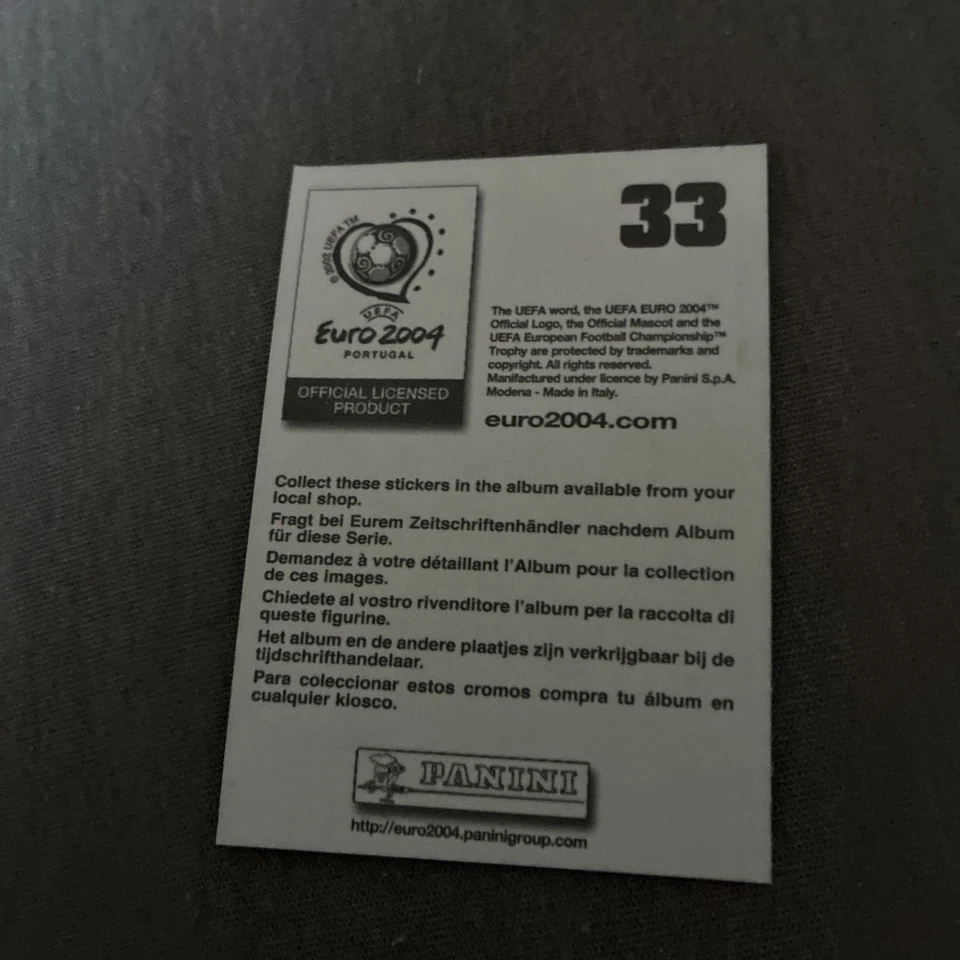 33
© 2002 UEFA TM
UEFA
Euro 2004
PORTUGAL
OFFICIAL LICENSED
PRODUCT
The UEFA word, the UEFA EURO 2004™
Official Logo, the Official Mascot and the
UEFA European Football Championship™
Trophy are protected by trademarks and
copyright. All rights reserved.
Manifactured under licence by Panini S.p.A.
Modena - Made in Italy.
euro2004.com
Collect these stickers in the album available from your
local shop.
Fragt bei Eurem Zeitschriftenhändler nachdem Album
für diese Serie.
Demandez à votre détaillant l'Album pour la collection
de ces images.
Chiedete al vostro rivenditore l'album per la raccolta di
queste figurine.
Het album en de andere plaatjes zijn verkrijgbaar bij de
tijdschrifthandelaar.
Para coleccionar estos cromos compra tu álbum en
cualquier kiosco.
PANINI
http://euro2004.paninigroup.com